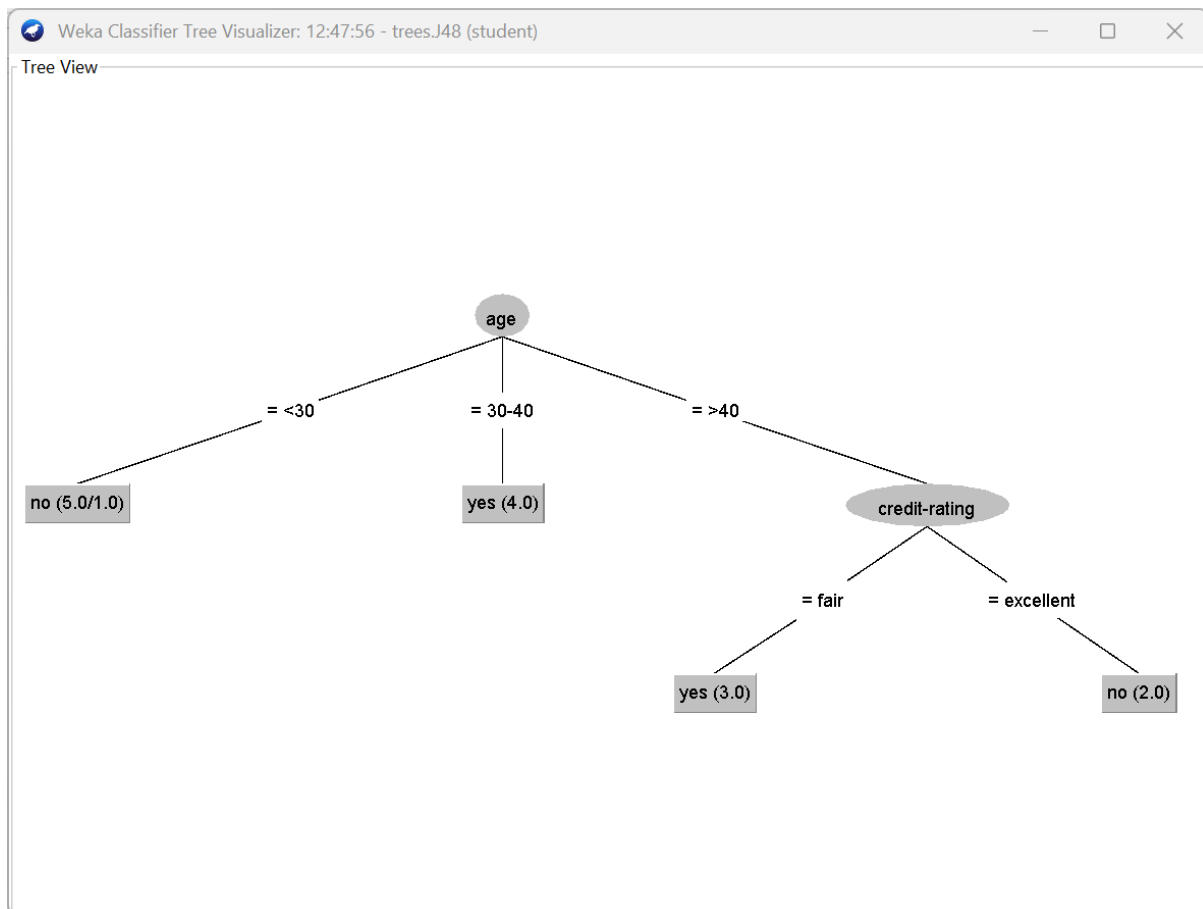 Weka Classifier Tree Visualizer: 12:47:56 - trees.J48 (student)
Tree View
age
= <30
= 30-40
= >40
no (5.0/1.0)
yes (4.0)
credit-rating
= fair
= excellent
yes (3.0)
no (2.0)